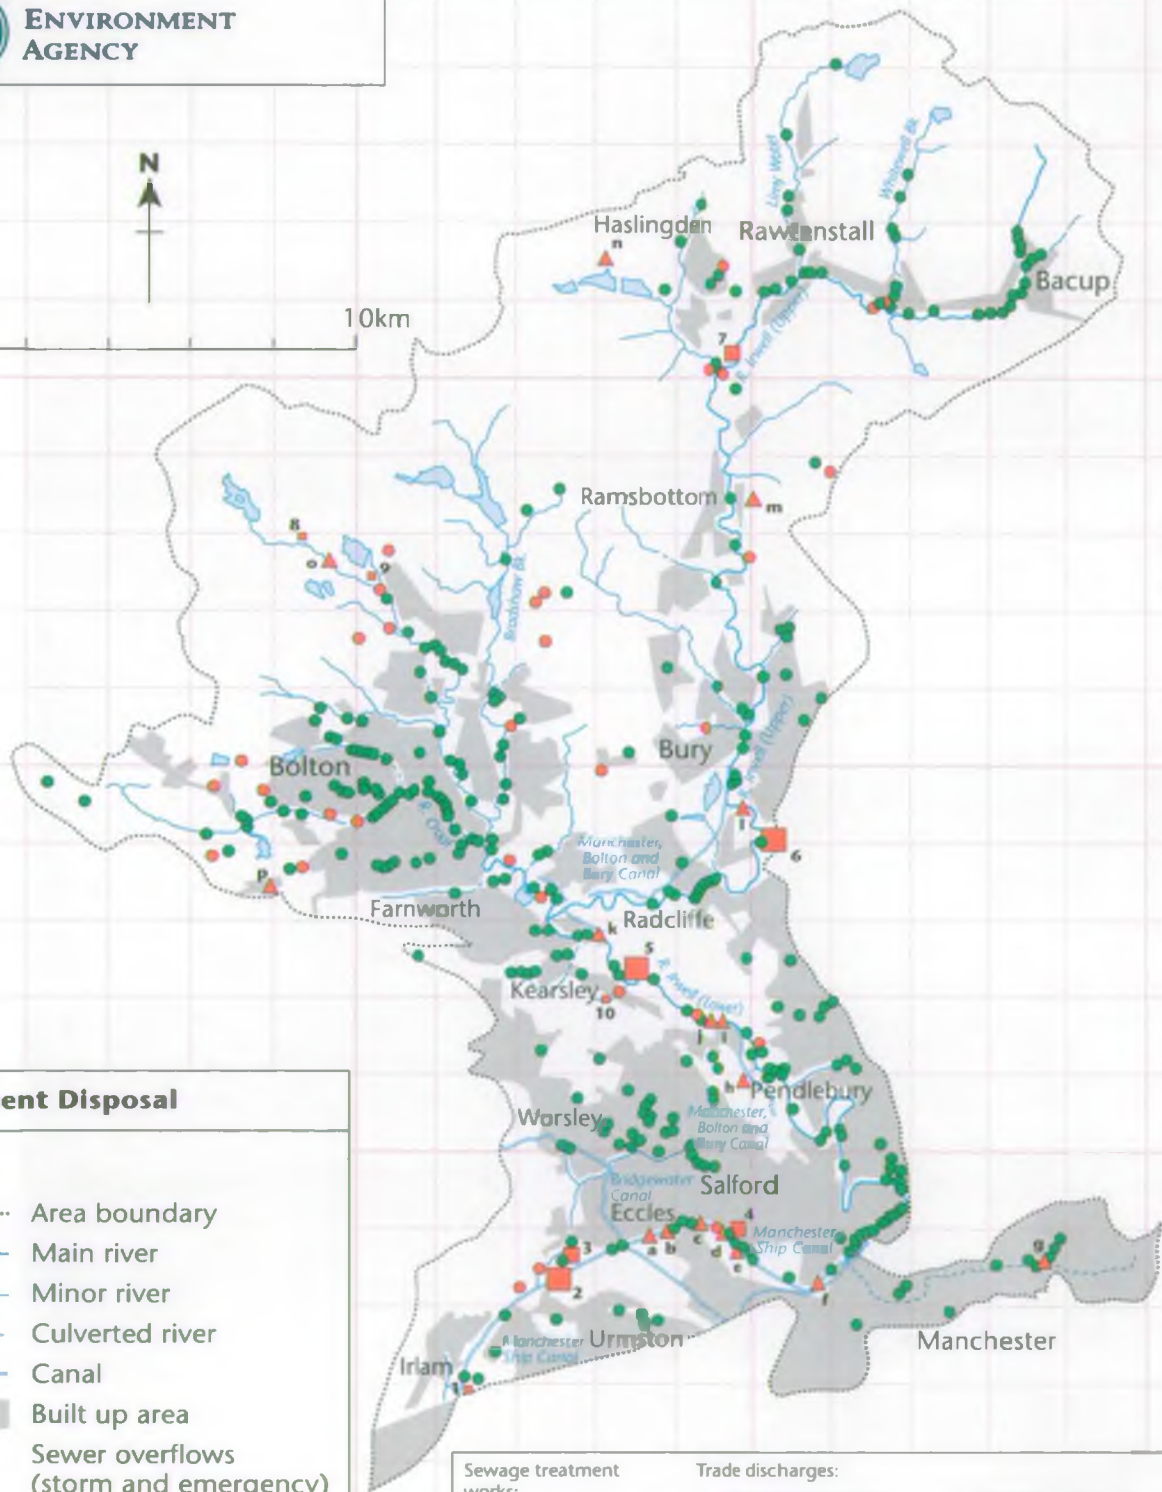 ENVIRONMENT
AGENCY
N
10km
Haslingden
n
Limy Water
Whitewell Bk.
Rawtenstall
Bacup
7
R. Irwell (Upper)
Ramsbottom
m
8
o
9
Bradshaw Bk.
Bury
R. Irwell (Upper)
Bolton
R. Croal
l
6
p
Manchester,
Bolton and
Bury Canal
Farnworth
Radcliffe
k
5
R. Irwell (Lower)
Kearsley
10
j
i
h
Pendlebury
Worsley
Manchester,
Bolton and
Bury Canal
Bridgewater
Canal
Salford
Eccles
4
a
b
c
d
e
Manchester
Ship Canal
3
2
f
g
Manchester
Urmston
Manchester
Ship Canal
Irlam
1
ent Disposal
Area boundary
Main river
Minor river
Culverted river
Canal
Built up area
Sewer overflows
(storm and emergency)
Sewage treatment
works:
Trade discharges: